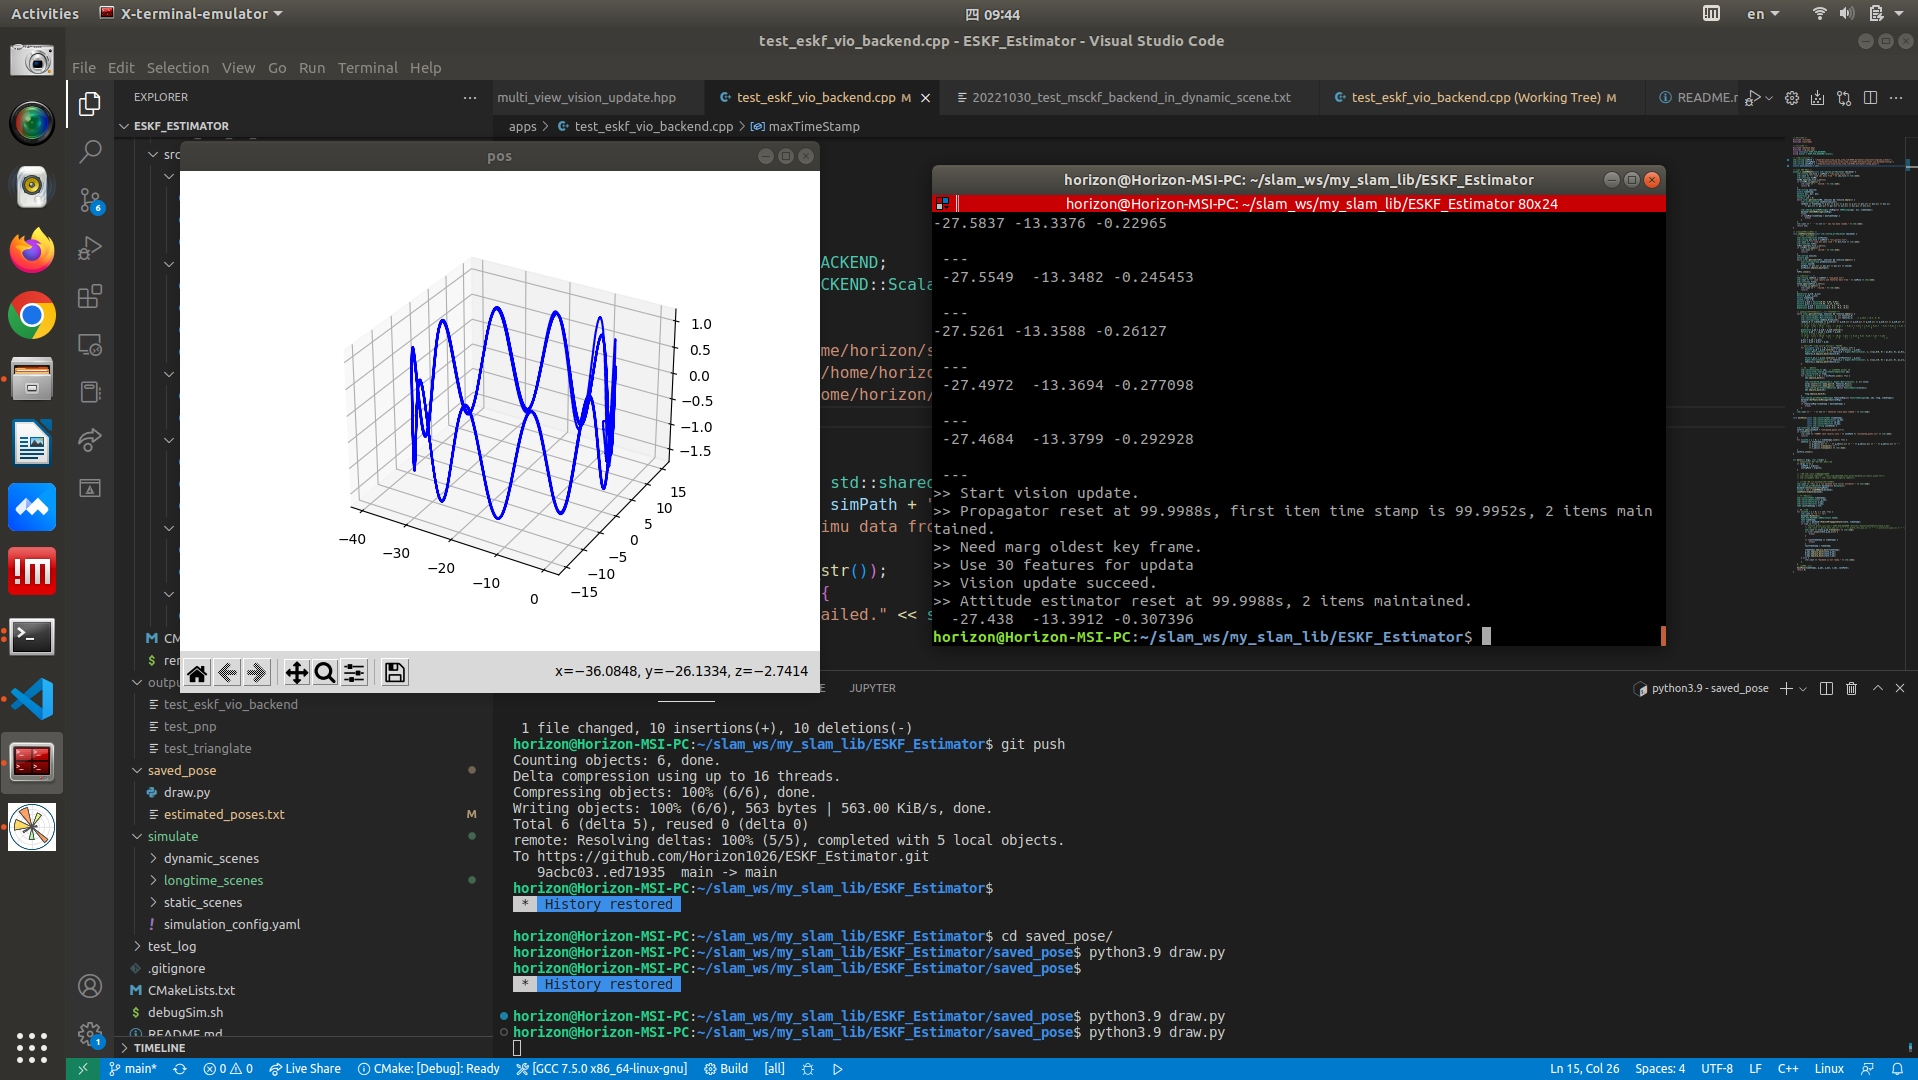 Activities
X-terminal-emulator
四 09:44
en
test_eskf_vio_backend.cpp - ESKF_Estimator - Visual Studio Code
File Edit Selection View Go Run Terminal Help
EXPLORER
multi_view_vision_update.hpp
test_eskf_vio_backend.cpp M
20221030_test_msckf_backend_in_dynamic_scene.txt
test_eskf_vio_backend.cpp (Working Tree) M
ESKF_ESTIMATOR
apps > test_eskf_vio_backend.cpp > maxTimeStamp
src
pos
1.0
0.5
0.0
−0.5
−1.0
−1.5
15
10
5
0
−5
−10
−15
−40
−30
−20
−10
0
x=−36.0848, y=−26.1334, z=−2.7414
ACKEND;
CKEND::Scala
me/horizon/s
/home/horizo
ome/horizon/
std::shared
simPath + "
imu data fro
str());
{
ailed." << s
horizon@Horizon-MSI-PC: ~/slam_ws/my_slam_lib/ESKF_Estimator
horizon@Horizon-MSI-PC: ~/slam_ws/my_slam_lib/ESKF_Estimator 80x24
-27.5837 -13.3376 -0.22965
---
-27.5549  -13.3482 -0.245453
---
-27.5261 -13.3588 -0.26127
---
-27.4972  -13.3694 -0.277098
---
-27.4684  -13.3799 -0.292928
---
>> Start vision update.
>> Propagator reset at 99.9988s, first item time stamp is 99.9952s, 2 items main
tained.
>> Need marg oldest key frame.
>> Use 30 features for updata
>> Vision update succeed.
>> Attitude estimator reset at 99.9988s, 2 items maintained.
-27.438  -13.3912 -0.307396
horizon@Horizon-MSI-PC:~/slam_ws/my_slam_lib/ESKF_Estimator$
output
test_eskf_vio_backend
test_pnp
test_trianglate
saved_pose
draw.py
estimated_poses.txt M
simulate
dynamic_scenes
longtime_scenes
static_scenes
simulation_config.yaml
test_log
.gitignore
CMakeLists.txt
debugSim.sh
README.md
TIMELINE
JUPYTER
python3.9 - saved_pose
1 file changed, 10 insertions(+), 10 deletions(-)
horizon@Horizon-MSI-PC:~/slam_ws/my_slam_lib/ESKF_Estimator$ git push
Counting objects: 6, done.
Delta compression using up to 16 threads.
Compressing objects: 100% (6/6), done.
Writing objects: 100% (6/6), 563 bytes | 563.00 KiB/s, done.
Total 6 (delta 5), reused 0 (delta 0)
remote: Resolving deltas: 100% (5/5), completed with 5 local objects.
To https://github.com/Horizon1026/ESKF_Estimator.git
9acbc03..ed71935  main -> main
horizon@Horizon-MSI-PC:~/slam_ws/my_slam_lib/ESKF_Estimator$
* History restored
horizon@Horizon-MSI-PC:~/slam_ws/my_slam_lib/ESKF_Estimator$ cd saved_pose/
horizon@Horizon-MSI-PC:~/slam_ws/my_slam_lib/ESKF_Estimator/saved_pose$ python3.9 draw.py
horizon@Horizon-MSI-PC:~/slam_ws/my_slam_lib/ESKF_Estimator/saved_pose$
* History restored
horizon@Horizon-MSI-PC:~/slam_ws/my_slam_lib/ESKF_Estimator/saved_pose$ python3.9 draw.py
horizon@Horizon-MSI-PC:~/slam_ws/my_slam_lib/ESKF_Estimator/saved_pose$ python3.9 draw.py
main* 0 0 Live Share CMake: [Debug]: Ready [GCC 7.5.0 x86_64-linux-gnu] Build [all]
Ln 15, Col 26 Spaces: 4 UTF-8 LF C++ Linux